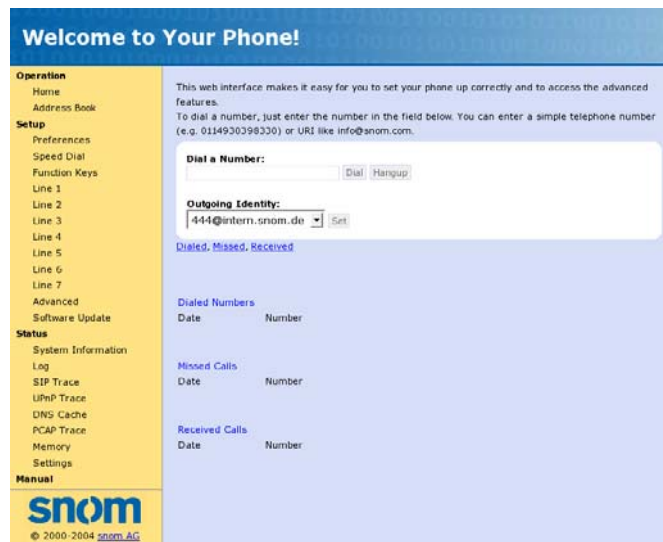 Welcome to Your Phone!
Operation
Home
Address Book
Setup
Preferences
Speed Dial
Function Keys
Line 1
Line 2
Line 3
Line 4
Line 5
Line 6
Line 7
Advanced
Software Update
Status
System Information
Log
SIP Trace
UPnP Trace
DNS Cache
PCAP Trace
Memory
Settings
Manual
snom
© 2000-2004 snom AG
This web interface makes it easy for you to set your phone up correctly and to access the advanced
features.
To dial a number, just enter the number in the field below. You can enter a simple telephone number
(e.g. 0114930398330) or URI like info@snom.com.
Dial a Number:
Dial Hangup
Outgoing Identity:
444@intern.snom.de Set
Dialed, Missed, Received
Dialed Numbers
Date Number
Missed Calls
Date Number
Received Calls
Date Number